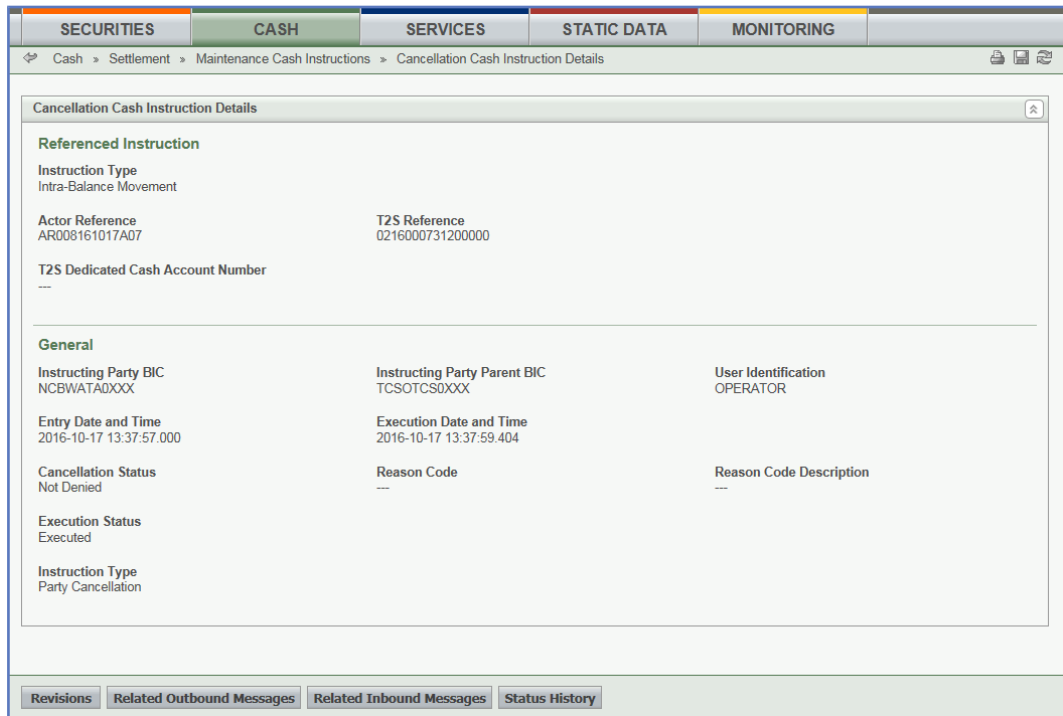 SECURITIES CASH SERVICES STATIC DATA MONITORING
Cash » Settlement » Maintenance Cash Instructions » Cancellation Cash Instruction Details
Cancellation Cash Instruction Details
Referenced Instruction
Instruction Type
Intra-Balance Movement
Actor Reference T2S Reference
AR008161017A07 0216000731200000
T2S Dedicated Cash Account Number
---
General
Instructing Party BIC Instructing Party Parent BIC User Identification
NCBWATA0XXX TCSOTCS0XXX OPERATOR
Entry Date and Time Execution Date and Time
2016-10-17 13:37:57.000 2016-10-17 13:37:59.404
Cancellation Status Reason Code Reason Code Description
Not Denied --- ---
Execution Status
Executed
Instruction Type
Party Cancellation
Revisions Related Outbound Messages Related Inbound Messages Status History